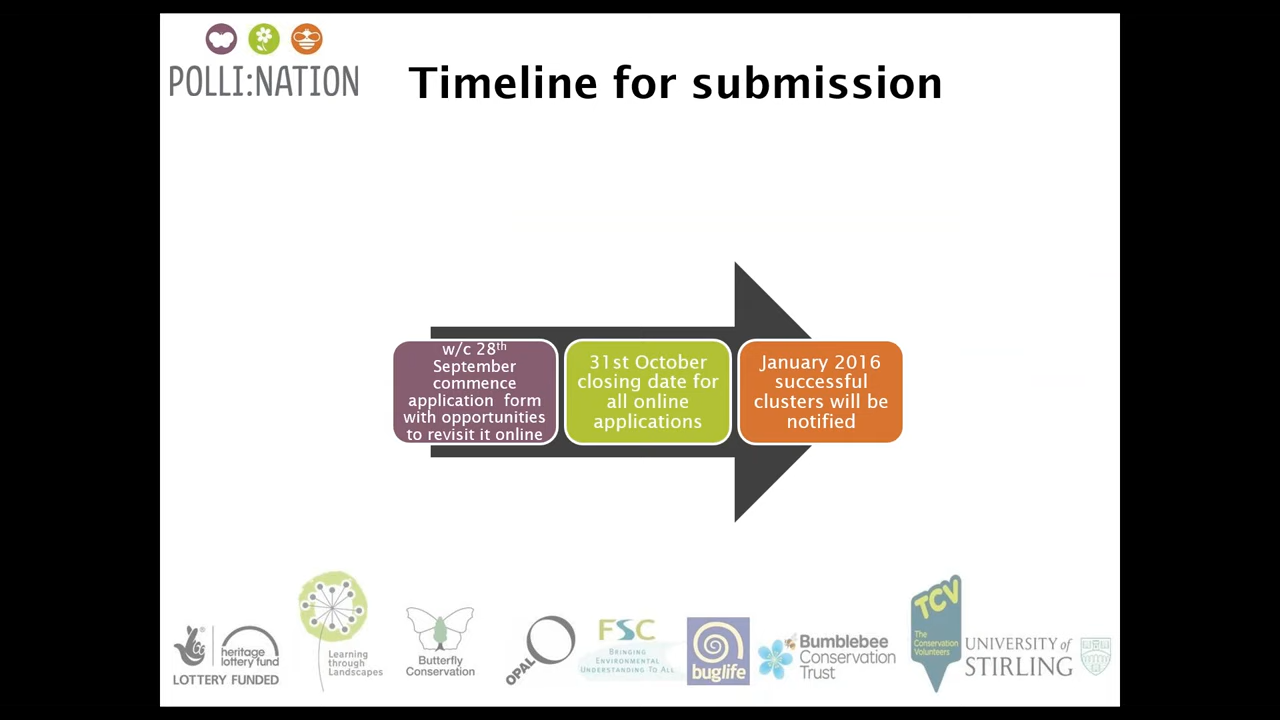 POLLI:NATION
Timeline for submission
w/c 28th
September
commence
application form
with opportunities
to revisit it online
31st October
closing date for
all online
applications
January 2016
successful
clusters will be
notified
heritage
lottery fund
LOTTERY FUNDED
Learning
through
Landscapes
Butterfly
Conservation
OPAL
FSC
BRINGING
ENVIRONMENTAL
UNDERSTANDING TO ALL
buglife
Bumblebee
Conservation
Trust
TCV
The
Conservation
Volunteers
UNIVERSITY of
STIRLING